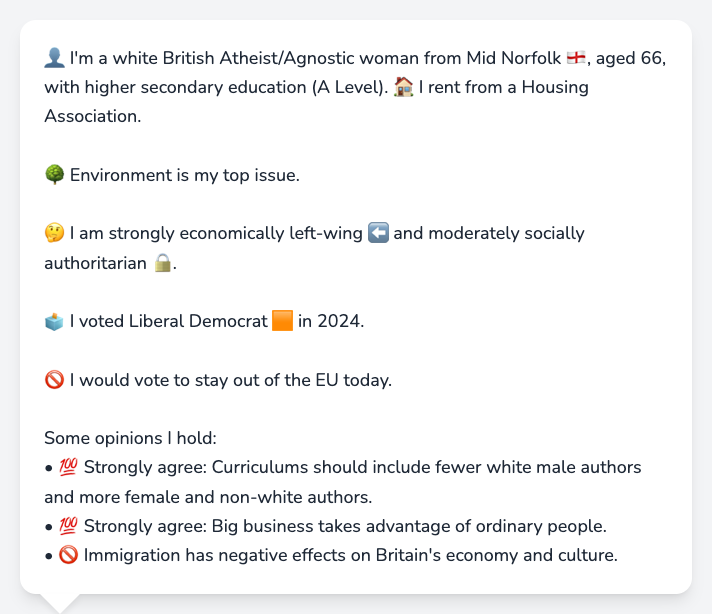 👤 I'm a white British Atheist/Agnostic woman from Mid Norfolk 🏴󠁧󠁢󠁥󠁮󠁧󠁿, aged 66,
with higher secondary education (A Level). 🏠 I rent from a Housing
Association.
🌳 Environment is my top issue.
🤔 I am strongly economically left-wing ⬅️ and moderately socially
authoritarian 🔒.
🗳️ I voted Liberal Democrat 🟧 in 2024.
🚫 I would vote to stay out of the EU today.
Some opinions I hold:
• 💯 Strongly agree: Curriculums should include fewer white male authors
and more female and non-white authors.
• 💯 Strongly agree: Big business takes advantage of ordinary people.
• 🚫 Immigration has negative effects on Britain's economy and culture.